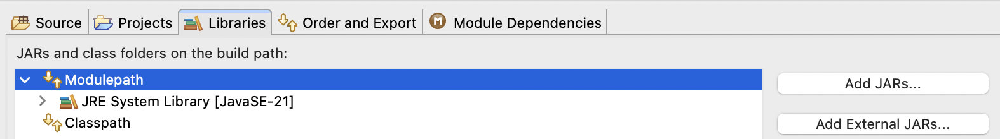 Source Projects Libraries Order and Export M Module Dependencies
JARs and class folders on the build path:
Modulepath
Add JARs...
JRE System Library [JavaSE-21]
Classpath
Add External JARs...